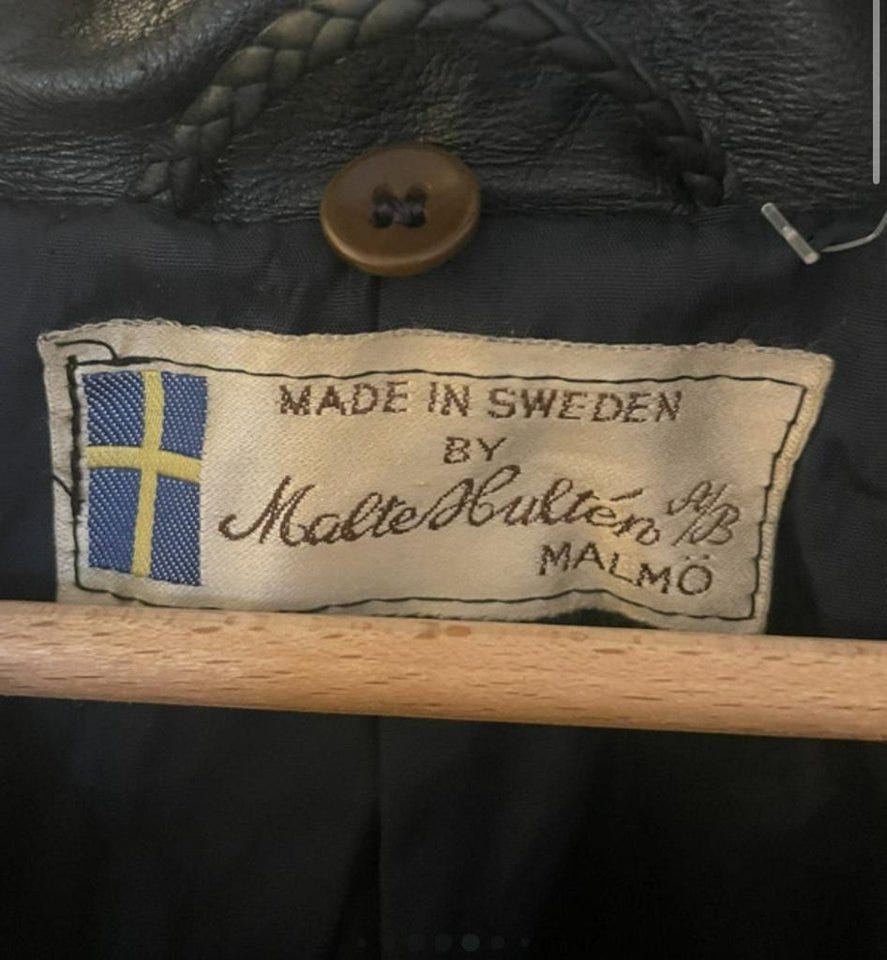 MADE IN SWEDEN
BY
Malte Hultén A/B
MALMÖ